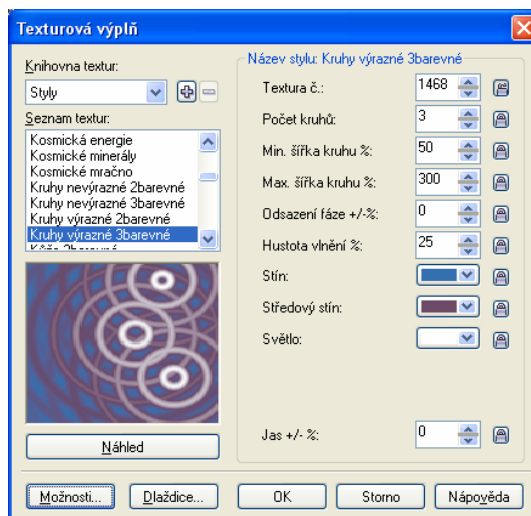 Texturová výplň
Knihovna textur:
Styly
Seznam textur:
Kosmická energie
Kosmické minerály
Kosmické mračno
Kruhy nevýrazné 2barevné
Kruhy nevýrazné 3barevné
Kruhy výrazné 2barevné
Kruhy výrazné 3barevné
Náhled
Název stylu: Kruhy výrazné 3barevné
Textura č.: 1468
Počet kruhů: 3
Min. šířka kruhu %: 50
Max. šířka kruhu %: 300
Odsazení fáze +/-%: 0
Hustota vlnění %: 25
Stín:
Středový stín:
Světlo:
Jas +/- %: 0
Možnosti... Dlaždice... OK Storno Nápověda